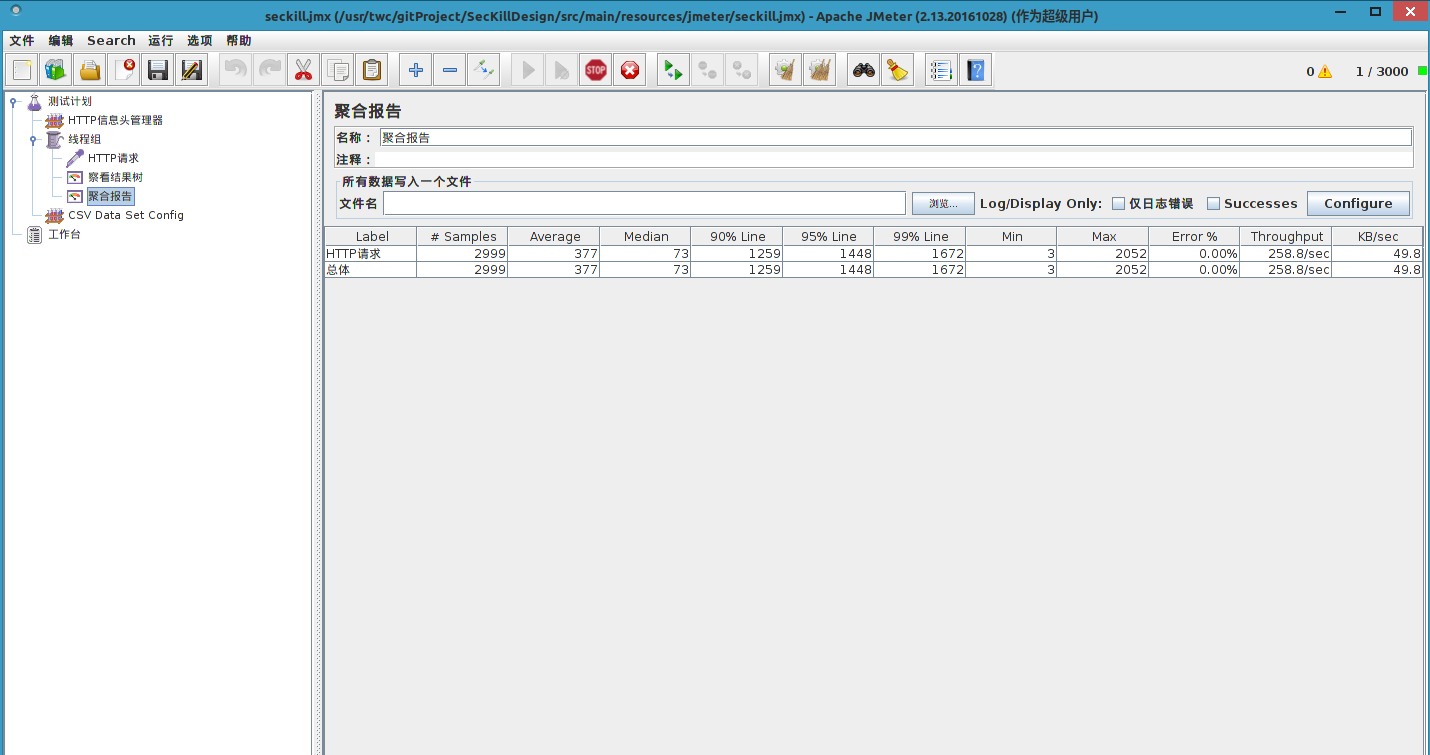 seckill.jmx (/usr/twc/gitProject/SecKillDesign/src/main/resources/jmeter/seckill.jmx) - Apache JMeter (2.13.20161028) (作为超级用户)
文件 编辑 Search 运行 选项 帮助
STOP 0 1 / 3000
测试计划
HTTP信息头管理器
线程组
HTTP请求
察看结果树
聚合报告
CSV Data Set Config
工作台
聚合报告
名称： 聚合报告
注释：
所有数据写入一个文件
文件名 浏览... Log/Display Only: 仅日志错误 Successes Configure
Label # Samples Average Median 90% Line 95% Line 99% Line Min Max Error % Throughput KB/sec
HTTP请求 2999 377 73 1259 1448 1672 3 2052 0.00% 258.8/sec 49.8
总体 2999 377 73 1259 1448 1672 3 2052 0.00% 258.8/sec 49.8